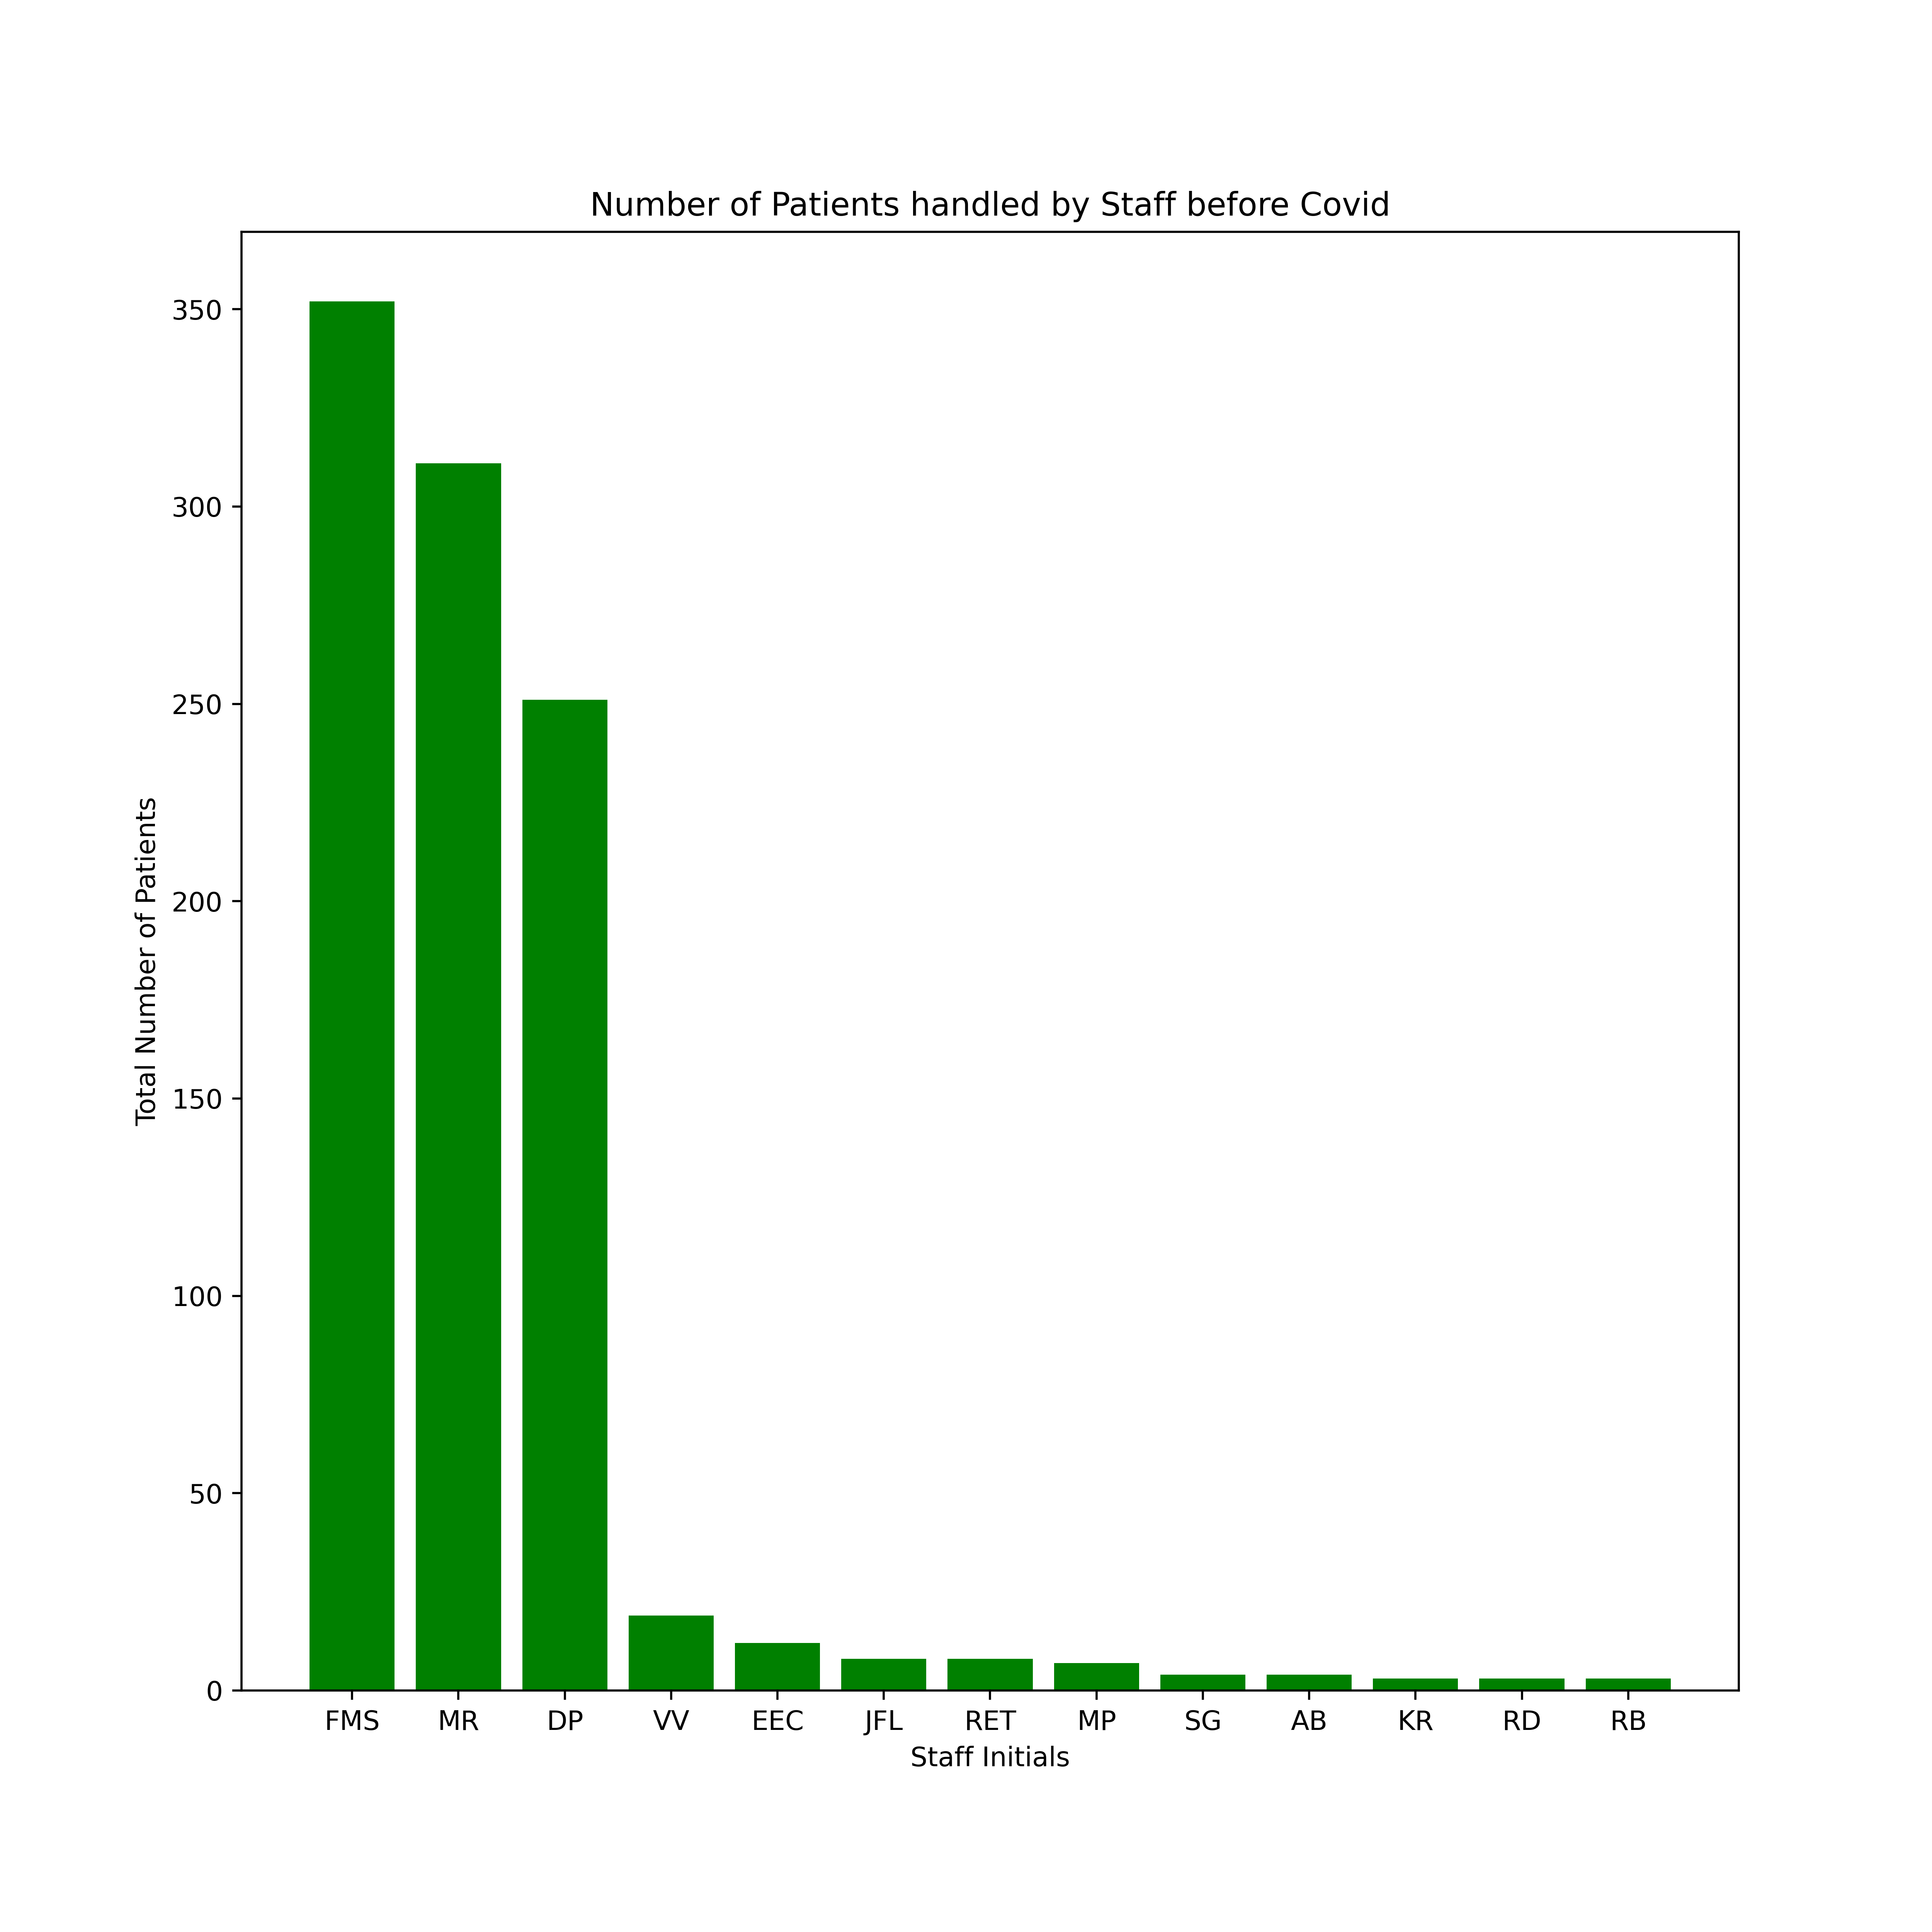 Number of Patients handled by Staff before Covid
Total Number of Patients
350
300
250
200
150
100
50
0
FMS MR DP VV EEC JFL RET MP SG AB KR RD RB
Staff Initials